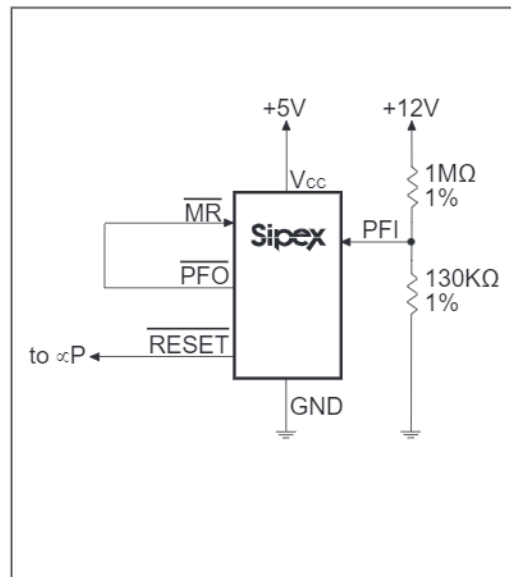 +5V +12V
1MΩ
1%
VCC
MR
Sipex
PFI
PFO
130KΩ
1%
RESET
to ∝P
GND